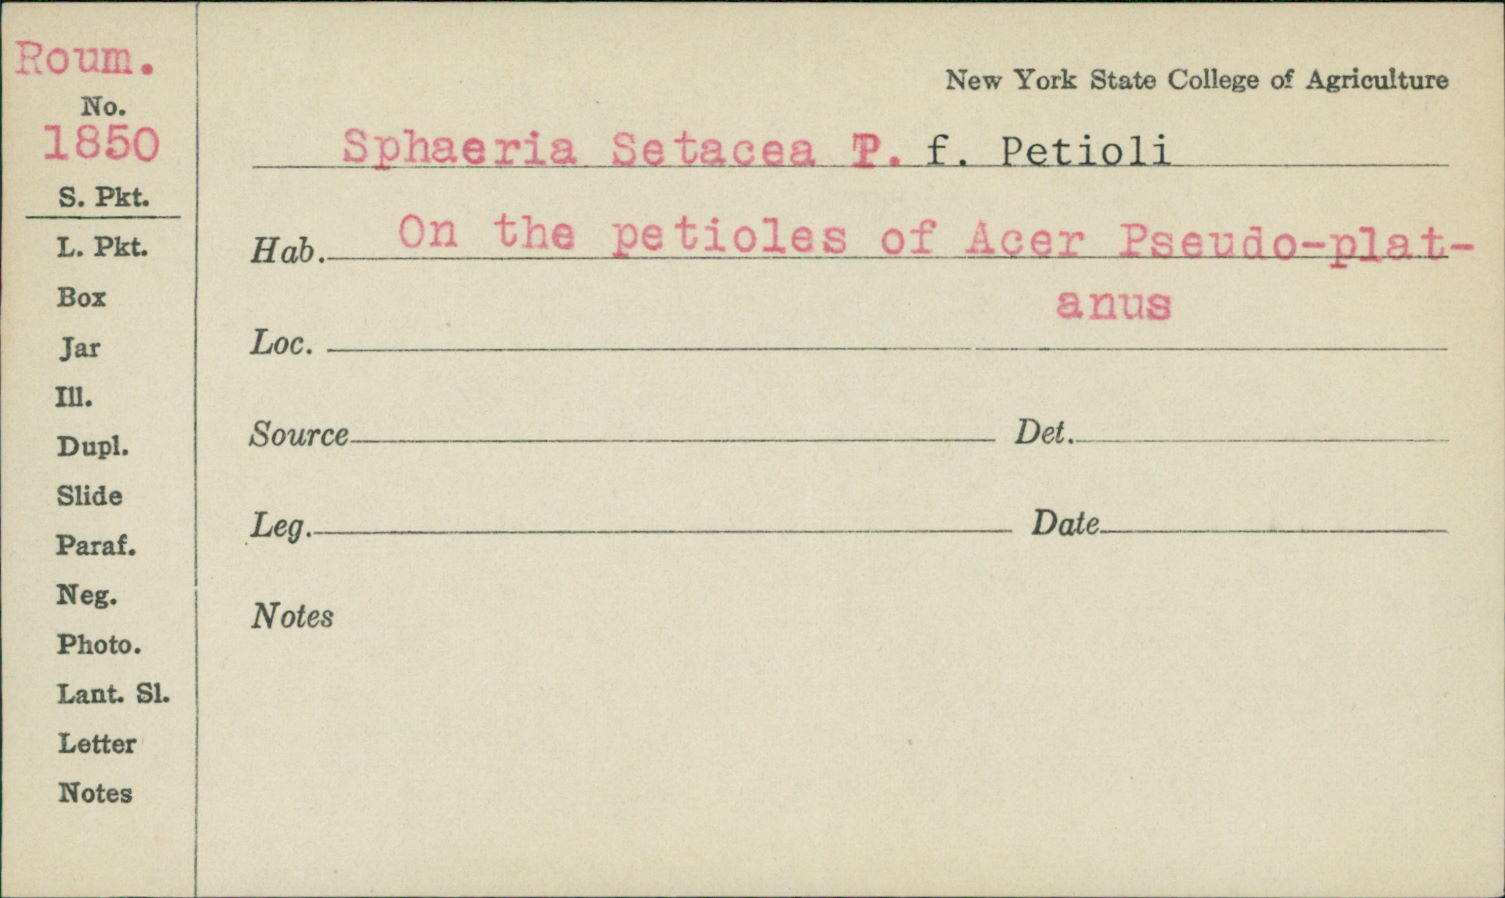 Roum.
No.
1850
S. Pkt.
L. Pkt.
Box
Jar
Ill.
Dupl.
Slide
Paraf.
Neg.
Photo.
Lant. Sl.
Letter
Notes
New York State College of Agriculture
Sphaeria Setacea P. f. Petioli
Hab. On the petioles of Acer Pseudo-plat-
anus
Loc.
Source Det.
Leg. Date
Notes